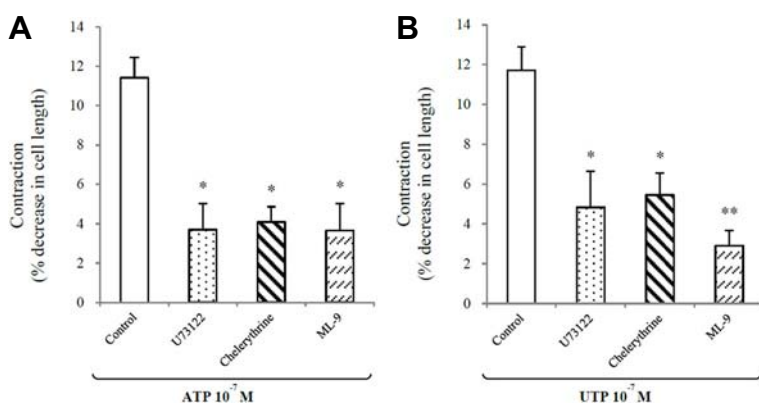 A
Contraction
(% decrease in cell length)
14
12
10
8
6
4
2
0
*
*
*
Control
U73122
Chelerythrine
ML-9
ATP 10⁻⁷ M
B
Contraction
(% decrease in cell length)
14
12
10
8
6
4
2
0
*
*
**
Control
U73122
Chelerythrine
ML-9
UTP 10⁻⁷ M